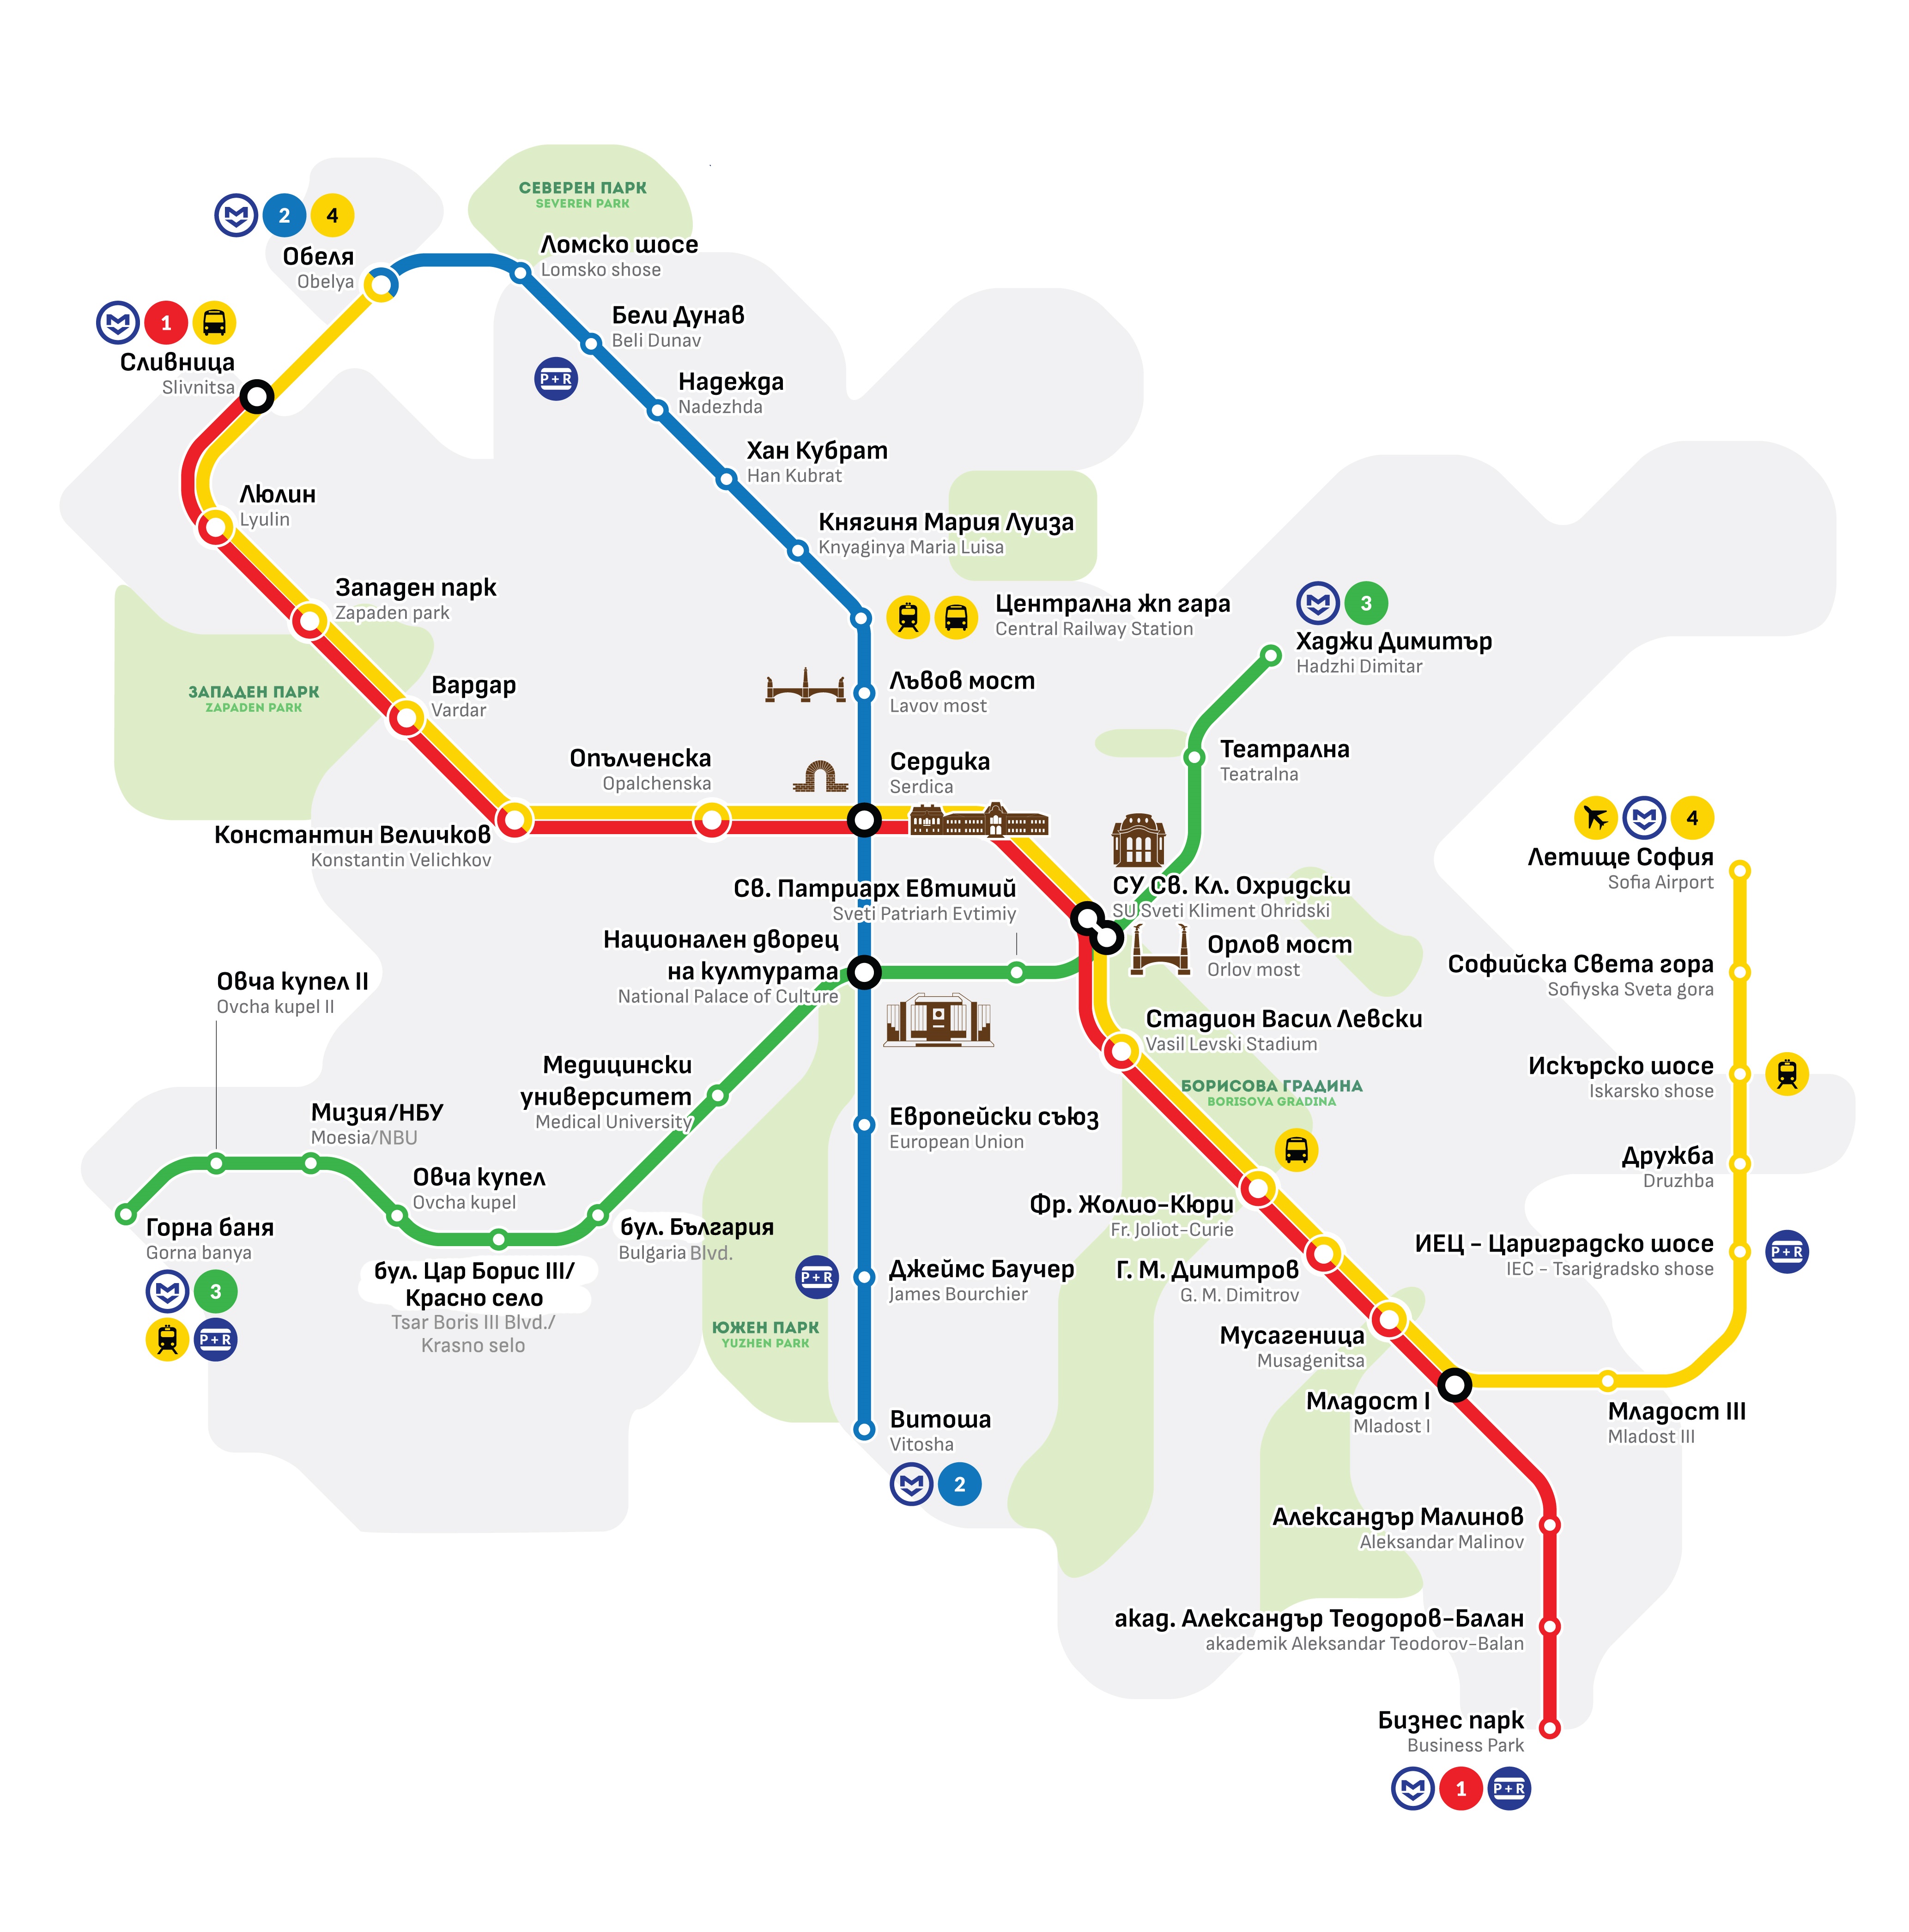 СЕВЕРЕН ПАРК
SEVEREN PARK
2
4
Обеля
Obelya
Ломско шосе
Lomsko shose
1
Сливница
Slivnitsa
Бели Дунав
Beli Dunav
P+R
Надежда
Nadezhda
Хан Кубрат
Han Kubrat
Люлин
Lyulin
Княгиня Мария Луиза
Knyaginya Maria Luisa
Западен парк
Zapaden park
Централна жп гара
Central Railway Station
3
Хаджи Димитър
Hadzhi Dimitar
ЗАПАДЕН ПАРК
ZAPADEN PARK
Вардар
Vardar
Лъвов мост
Lavov most
Театрална
Teatralna
Опълченска
Opalchenska
Сердика
Serdica
Константин Величков
Konstantin Velichkov
4
Летище София
Sofia Airport
Св. Патриарх Евтимий
Sveti Patriarh Evtimiy
СУ Св. Кл. Охридски
SU Sveti Kliment Ohridski
Национален дворец
на културата
National Palace of Culture
Орлов мост
Orlov most
Софийска Света гора
Sofiyska Sveta gora
Овча купел II
Ovcha kupel II
Стадион Васил Левски
Vasil Levski Stadium
Медицински
университет
Medical University
БОРИСОВА ГРАДИНА
BORISOVA GRADINA
Искърско шосе
Iskarsko shose
Мизия/НБУ
Moesia/NBU
Европейски съюз
European Union
Овча купел
Ovcha kupel
Дружба
Druzhba
Горна баня
Gorna banya
3
P+R
бул. България
Bulgaria Blvd.
Фр. Жолио-Кюри
Fr. Joliot-Curie
ИЕЦ - Цариградско шосе
IEC - Tsarigradsko shose
P+R
бул. Цар Борис III/
Красно село
Tsar Boris III Blvd./
Krasno selo
P+R
Джеймс Баучер
James Bourchier
Г. М. Димитров
G. M. Dimitrov
ЮЖЕН ПАРК
YUZHEN PARK
Мусагеница
Musagenitsa
Младост I
Mladost I
Младост III
Mladost III
Витоша
Vitosha
2
Александър Малинов
Aleksandar Malinov
акад. Александър Теодоров-Балан
akademik Aleksandar Teodorov-Balan
Бизнес парк
Business Park
1
P+R